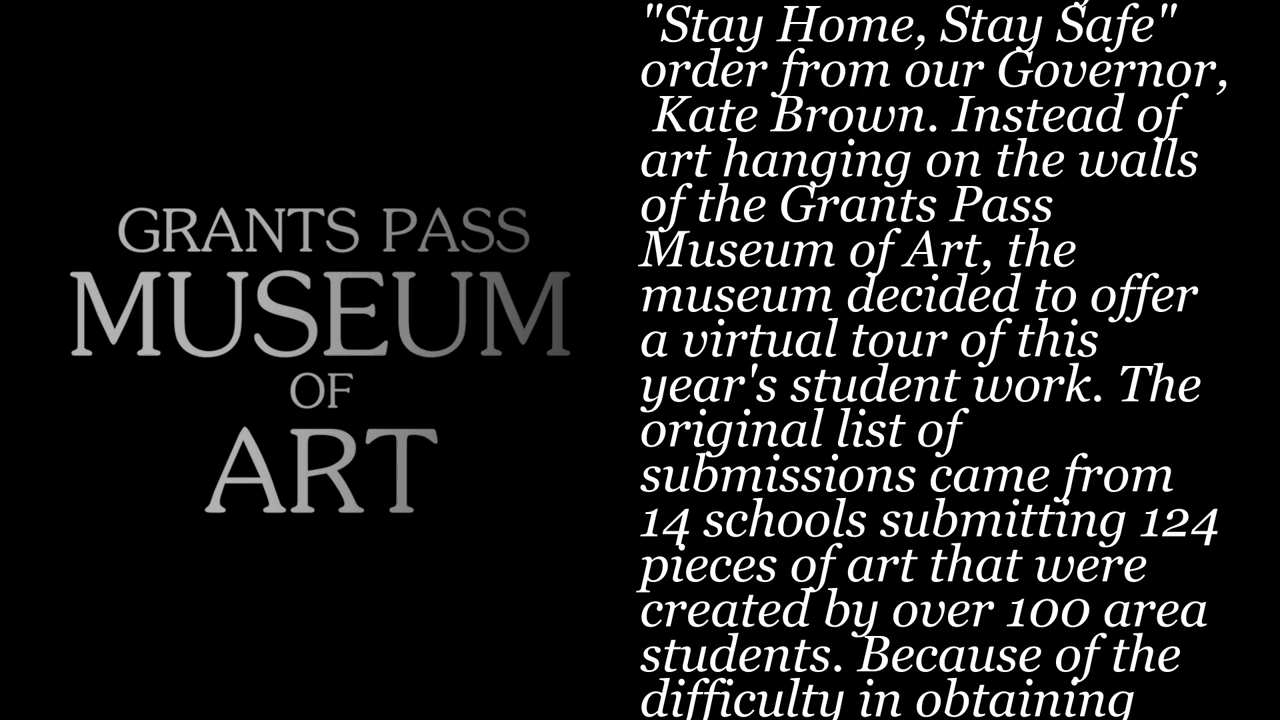 GRANTS PASS
MUSEUM
OF
ART
"Stay Home, Stay Safe"
order from our Governor,
Kate Brown. Instead of
art hanging on the walls
of the Grants Pass
Museum of Art, the
museum decided to offer
a virtual tour of this
year's student work. The
original list of
submissions came from
14 schools submitting 124
pieces of art that were
created by over 100 area
students. Because of the
difficulty in obtaining